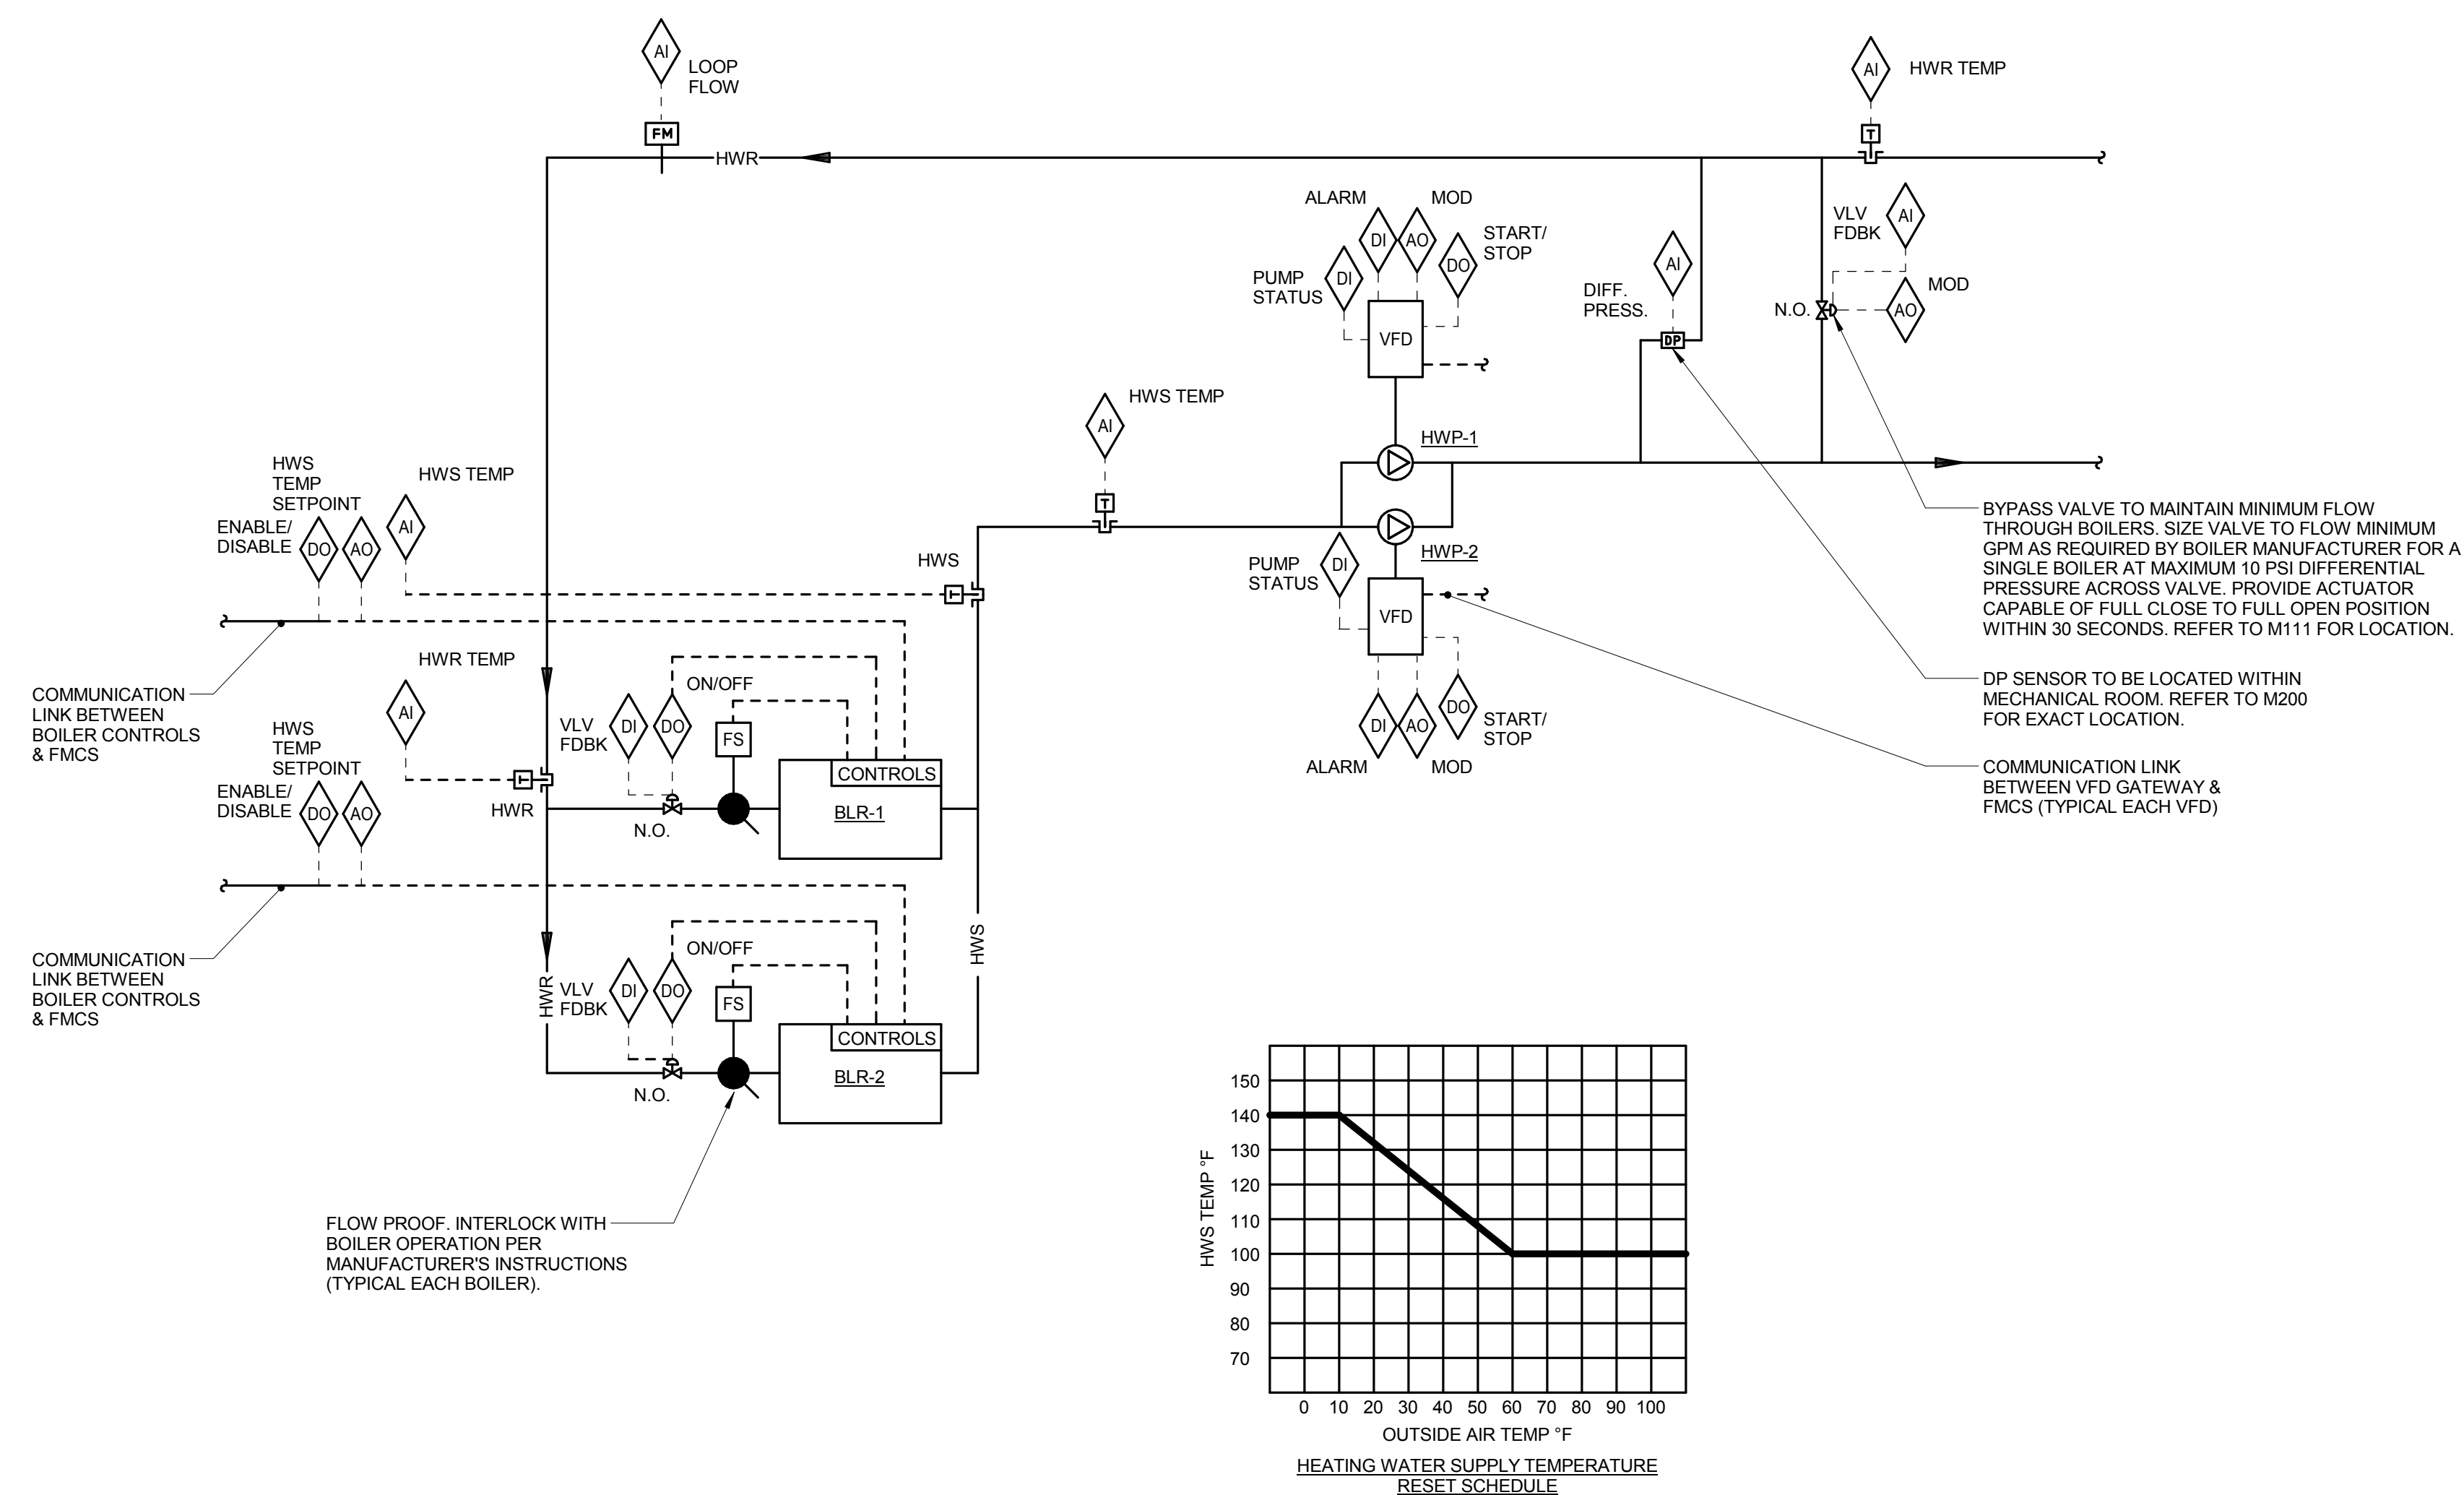 AI
LOOP
FLOW
FM
HWR
AI
HWR TEMP
T
ALARM
MOD
DI
AO
START/
STOP
DO
PUMP
STATUS
DI
VFD
AI
DIFF.
PRESS.
DP
VLV
FDBK
AI
MOD
N.O.
AO
HWS TEMP
AI
T
HWP-1
HWP-2
PUMP
STATUS
DI
VFD
DO
START/
STOP
DI
AO
ALARM
MOD
BYPASS VALVE TO MAINTAIN MINIMUM FLOW
THROUGH BOILERS. SIZE VALVE TO FLOW MINIMUM
GPM AS REQUIRED BY BOILER MANUFACTURER FOR A
SINGLE BOILER AT MAXIMUM 10 PSI DIFFERENTIAL
PRESSURE ACROSS VALVE. PROVIDE ACTUATOR
CAPABLE OF FULL CLOSE TO FULL OPEN POSITION
WITHIN 30 SECONDS. REFER TO M111 FOR LOCATION.
DP SENSOR TO BE LOCATED WITHIN
MECHANICAL ROOM. REFER TO M200
FOR EXACT LOCATION.
COMMUNICATION LINK
BETWEEN VFD GATEWAY &
FMCS (TYPICAL EACH VFD)
HWS
TEMP
SETPOINT
HWS TEMP
ENABLE/
DISABLE
DO
AO
AI
HWS
T
COMMUNICATION
LINK BETWEEN
BOILER CONTROLS
& FMCS
HWR TEMP
AI
T
HWR
ON/OFF
VLV
FDBK
DI
DO
FS
CONTROLS
BLR-1
N.O.
HWS
TEMP
SETPOINT
ENABLE/
DISABLE
DO
AO
COMMUNICATION
LINK BETWEEN
BOILER CONTROLS
& FMCS
HWR
HWS
ON/OFF
VLV
FDBK
DI
DO
FS
CONTROLS
BLR-2
N.O.
FLOW PROOF. INTERLOCK WITH
BOILER OPERATION PER
MANUFACTURER'S INSTRUCTIONS
(TYPICAL EACH BOILER).
HWS TEMP °F
150
140
130
120
110
100
90
80
70
0 10 20 30 40 50 60 70 80 90 100
OUTSIDE AIR TEMP °F
HEATING WATER SUPPLY TEMPERATURE
RESET SCHEDULE